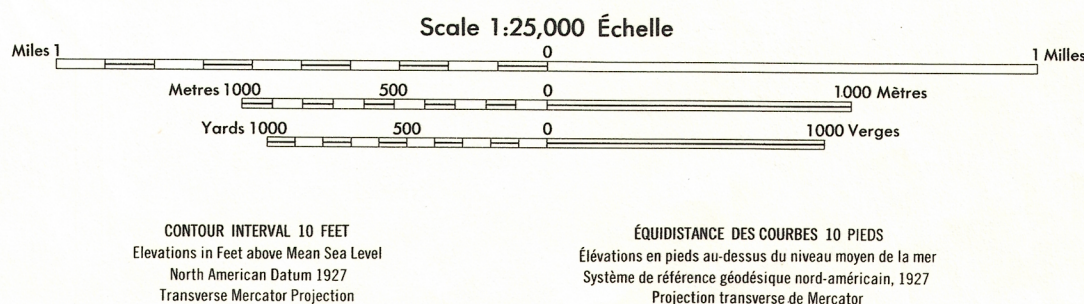 Scale 1:25,000 Échelle
Miles 1 0 1 Milles
Metres 1000 500 0 1000 Mètres
Yards 1000 500 0 1000 Verges
CONTOUR INTERVAL 10 FEET
Elevations in Feet above Mean Sea Level
North American Datum 1927
Transverse Mercator Projection
ÉQUIDISTANCE DES COURBES 10 PIEDS
Élévations en pieds au-dessus du niveau moyen de la mer
Système de référence géodésique nord-américain, 1927
Projection transverse de Mercator